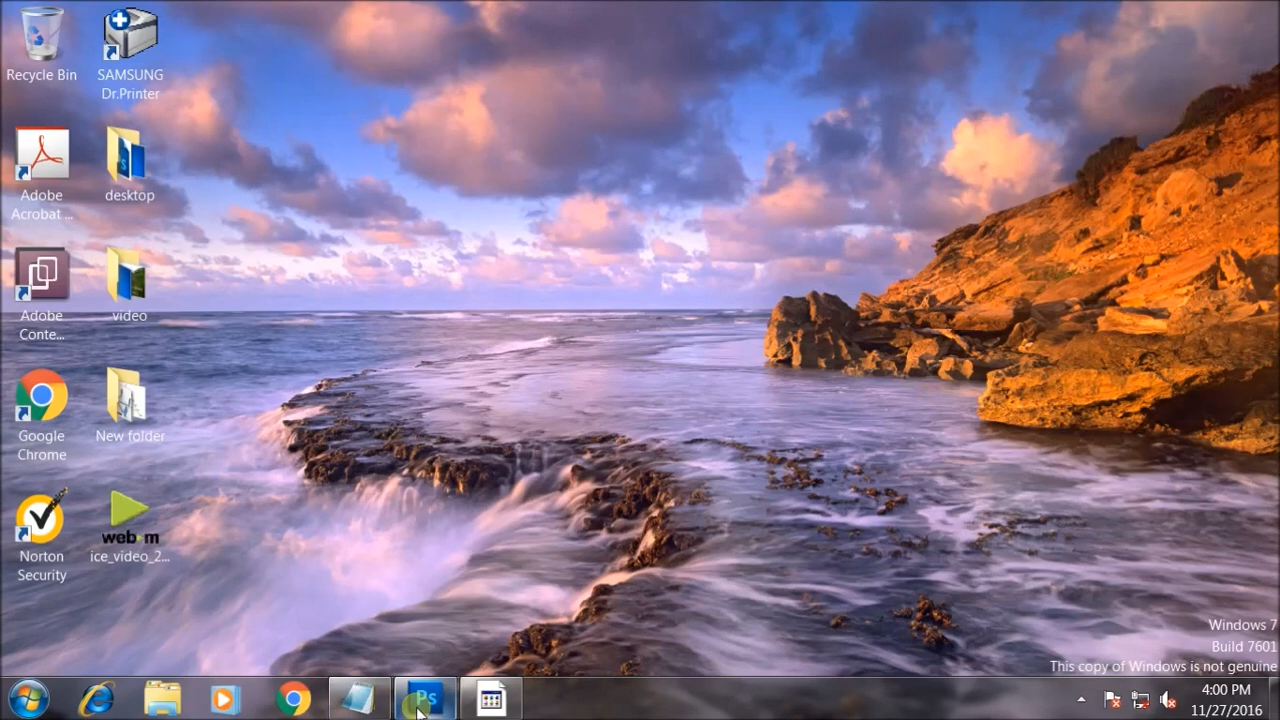 Recycle Bin
SAMSUNG
Dr.Printer
Adobe
Acrobat ...
desktop
Adobe
Conte...
video
Google
Chrome
New folder
Norton
Security
webm
ice_video_2...
Windows 7
Build 7601
This copy of Windows is not genuine
Ps
4:00 PM
11/27/2016